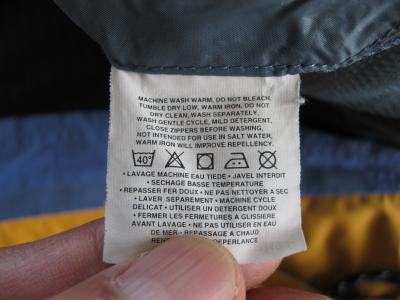 MACHINE WASH WARM, DO NOT BLEACH,
TUMBLE DRY LOW, WARM IRON, DO NOT
DRY CLEAN, WASH SEPARATELY,
WASH GENTLE CYCLE, MILD DETERGENT,
CLOSE ZIPPERS BEFORE WASHING,
NOT INTENDED FOR USE IN SALT WATER,
WARM IRON WILL IMPROVE REPELLENCY.
40°
• LAVAGE MACHINE EAU TIEDE • JAVEL INTERDIT
• SECHAGE BASSE TEMPERATURE
• REPASSER FER DOUX • NE PAS NETTOYER A SEC
• LAVER SEPAREMENT • MACHINE CYCLE
DELICAT • UTILISER UN DETERGENT DOUX
• FERMER LES FERMETURES A GLISSIERE
AVANT LAVAGE • NE PAS UTILISER EN EAU
DE MER • REPASSAGE A CHAUD
DEPERLANCE